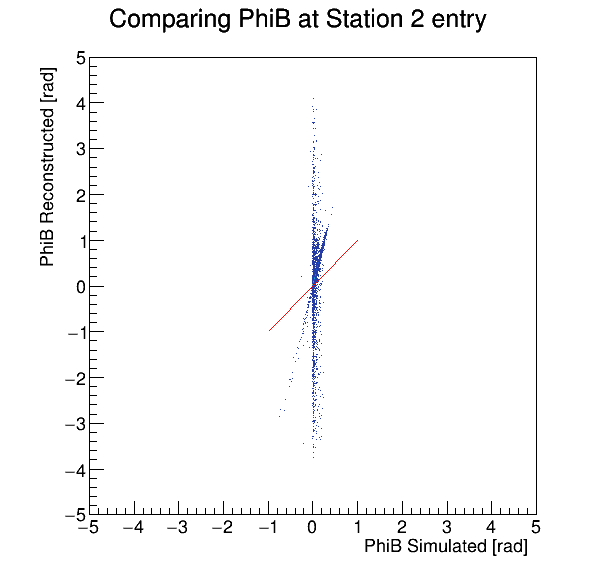 Comparing PhiB at Station 2 entry
PhiB Reconstructed [rad]
5
4
3
2
1
0
−1
−2
−3
−4
−5
−5 −4 −3 −2 −1 0 1 2 3 4 5
PhiB Simulated [rad]